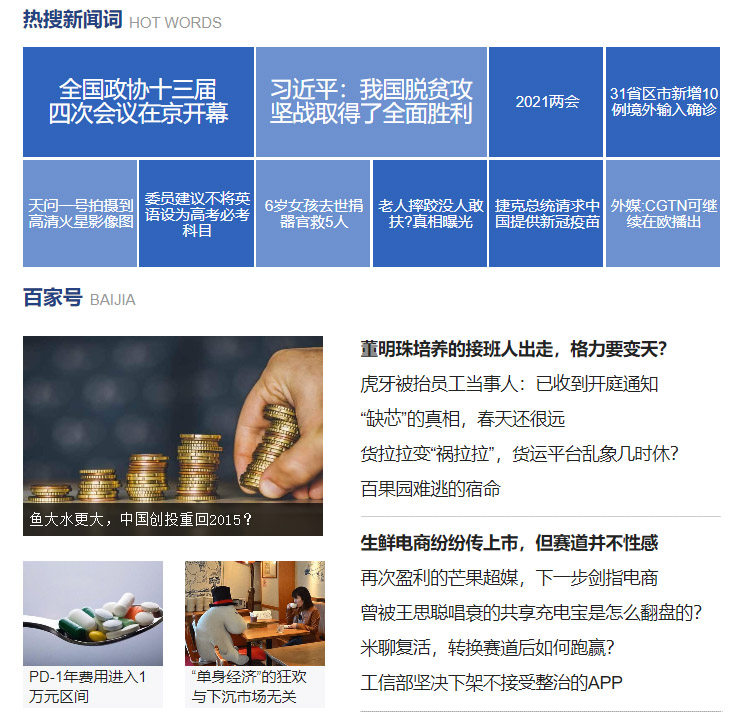 热搜新闻词 HOT WORDS
全国政协十三届
四次会议在京开幕
习近平：我国脱贫攻
坚战取得了全面胜利
2021两会
31省区市新增10
例境外输入确诊
天问一号拍摄到
高清火星影像图
委员建议不将英
语设为高考必考
科目
6岁女孩去世捐
器官救5人
老人摔跤没人敢
扶?真相曝光
捷克总统请求中
国提供新冠疫苗
外媒:CGTN可继
续在欧播出
百家号 BAIJIA
鱼大水更大，中国创投重回2015？
PD-1年费用进入1
万元区间
“单身经济”的狂欢
与下沉市场无关
董明珠培养的接班人出走，格力要变天?
虎牙被抬员工当事人：已收到开庭通知
“缺芯”的真相，春天还很远
货拉拉变“祸拉拉”，货运平台乱象几时休?
百果园难逃的宿命
生鲜电商纷纷传上市，但赛道并不性感
再次盈利的芒果超媒，下一步剑指电商
曾被王思聪唱衰的共享充电宝是怎么翻盘的?
米聊复活，转换赛道后如何跑赢?
工信部坚决下架不接受整治的APP